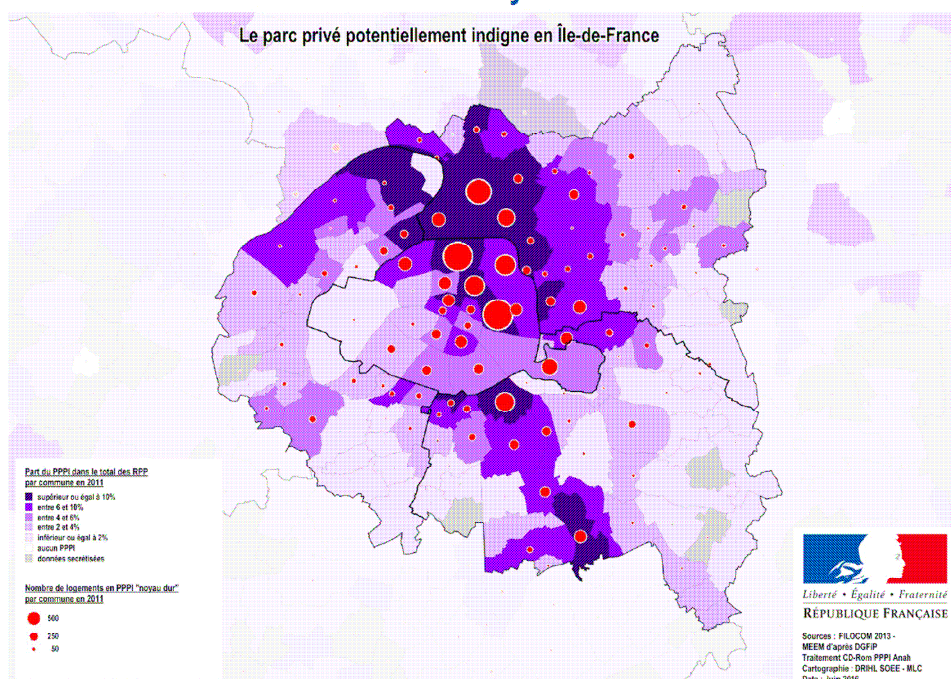 Le parc privé potentiellement indigne en Île-de-France
Part du PPPI dans le total des RPP
par commune en 2011
supérieur ou égal à 10%
entre 6 et 10%
entre 4 et 6%
entre 2 et 4%
inférieur ou égal à 2%
aucun PPPI
données secrétisées
Nombre de logements en PPPI "noyau dur"
par commune en 2011
500
250
50
Liberté • Égalité • Fraternité
RÉPUBLIQUE FRANÇAISE
Sources : FILOCOM 2013 -
MEEM d'après DGFiP
Traitement CD-Rom PPPI Anah
Cartographie : DRIHL SOEE - MLC
Date : Juin 2016